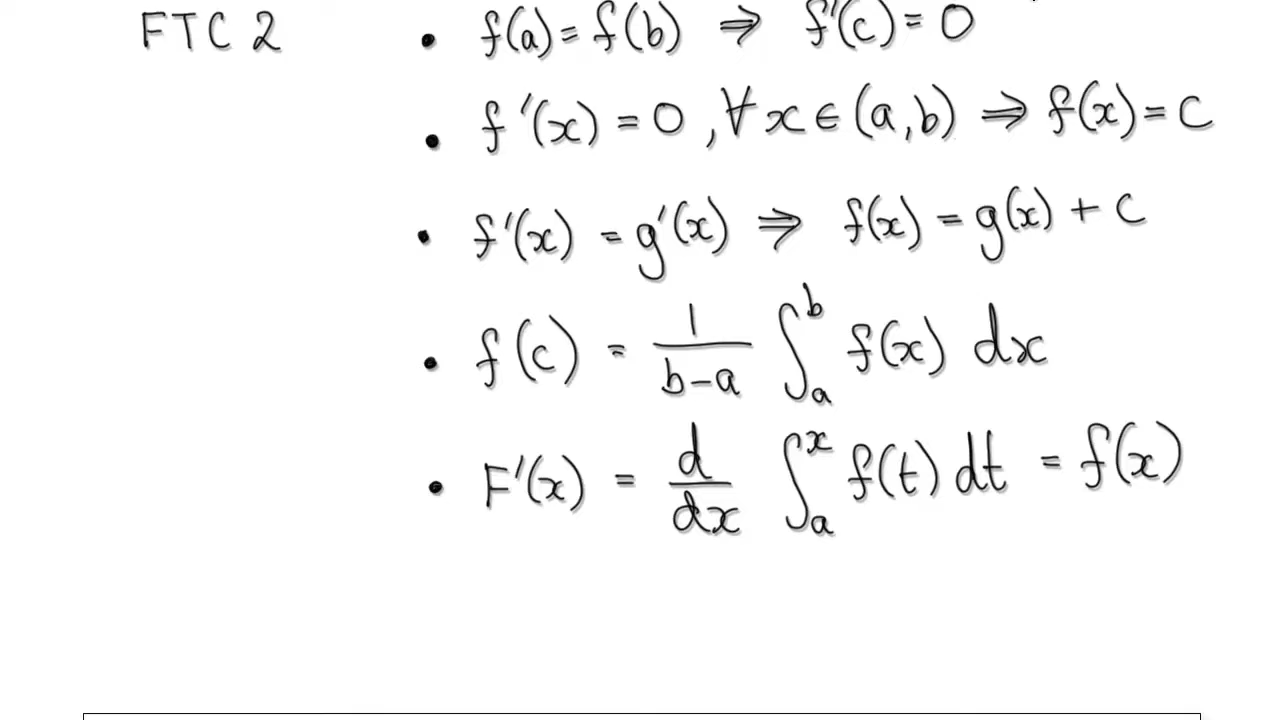 FTC 2
• f(a) = f(b) ⇒ f'(c) = 0
• f'(x) = 0, ∀ x ∈ (a,b) ⇒ f(x) = c
• f'(x) = g'(x) ⇒ f(x) = g(x) + c
• f(c) = 1/(b-a) ∫_a^b f(x) dx
• F'(x) = d/dx ∫_a^x f(t) dt = f(x)